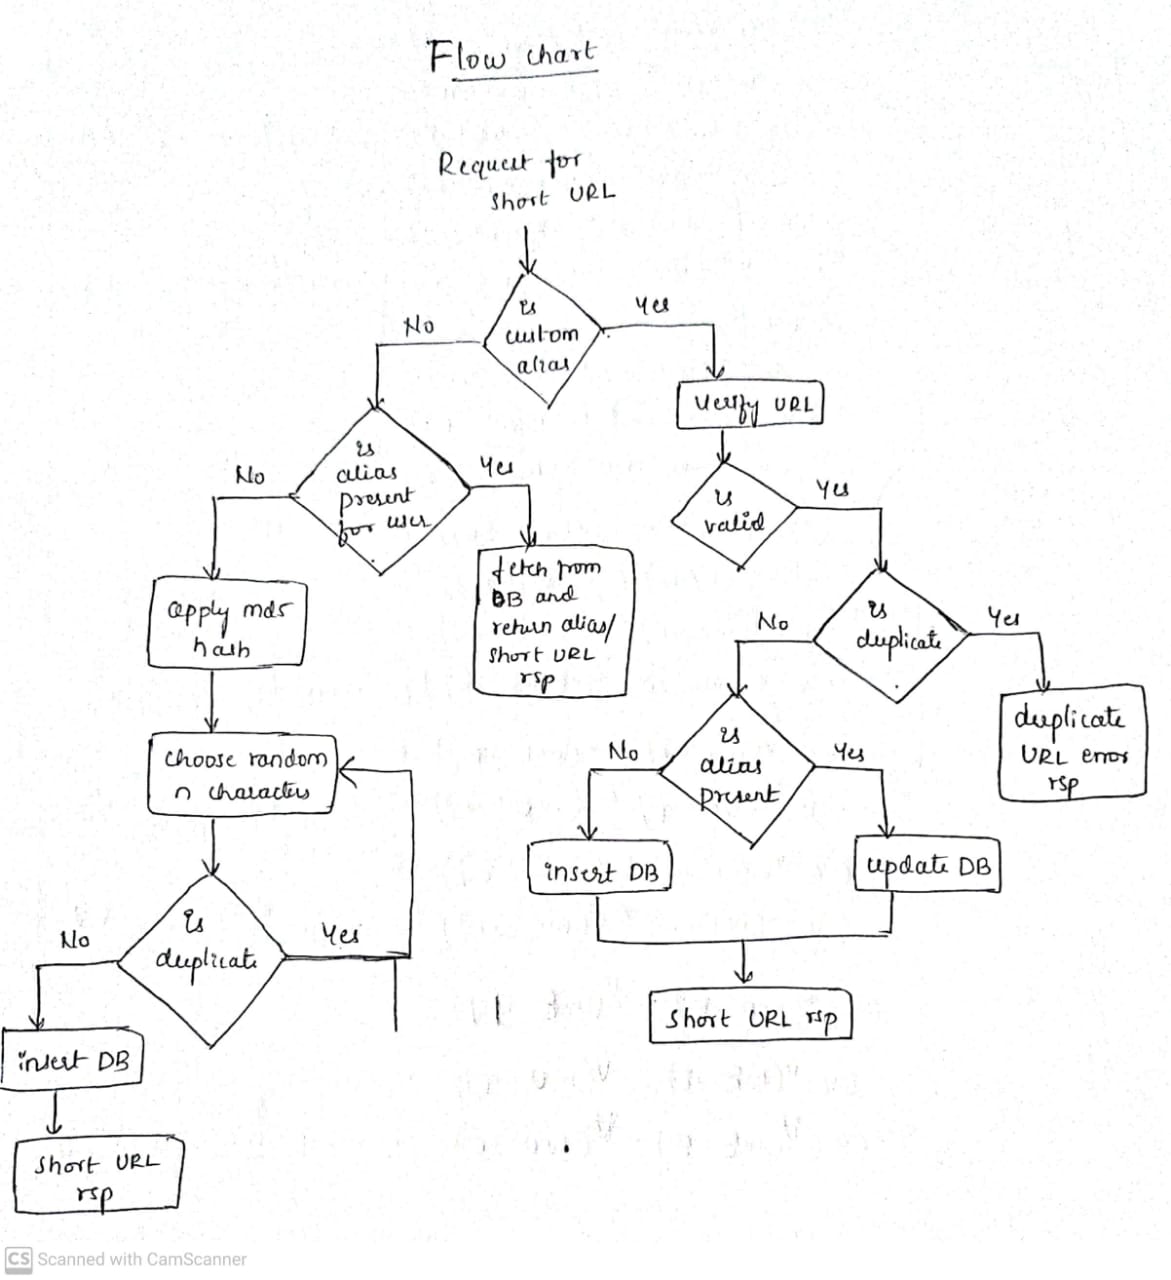 Flow chart
Request for
short URL
is
custom
alias
No
Yes
Verify URL
is
alias
present
for user
No
Yes
is
valid
Yes
apply md5
hash
fetch from
DB and
return alias/
short URL
rsp
is
duplicate
No
Yes
duplicate
URL error
rsp
choose random
n characters
is
alias
present
No
Yes
insert DB
update DB
is
duplicate
No
Yes
short URL rsp
insert DB
short URL
rsp
CS Scanned with CamScanner